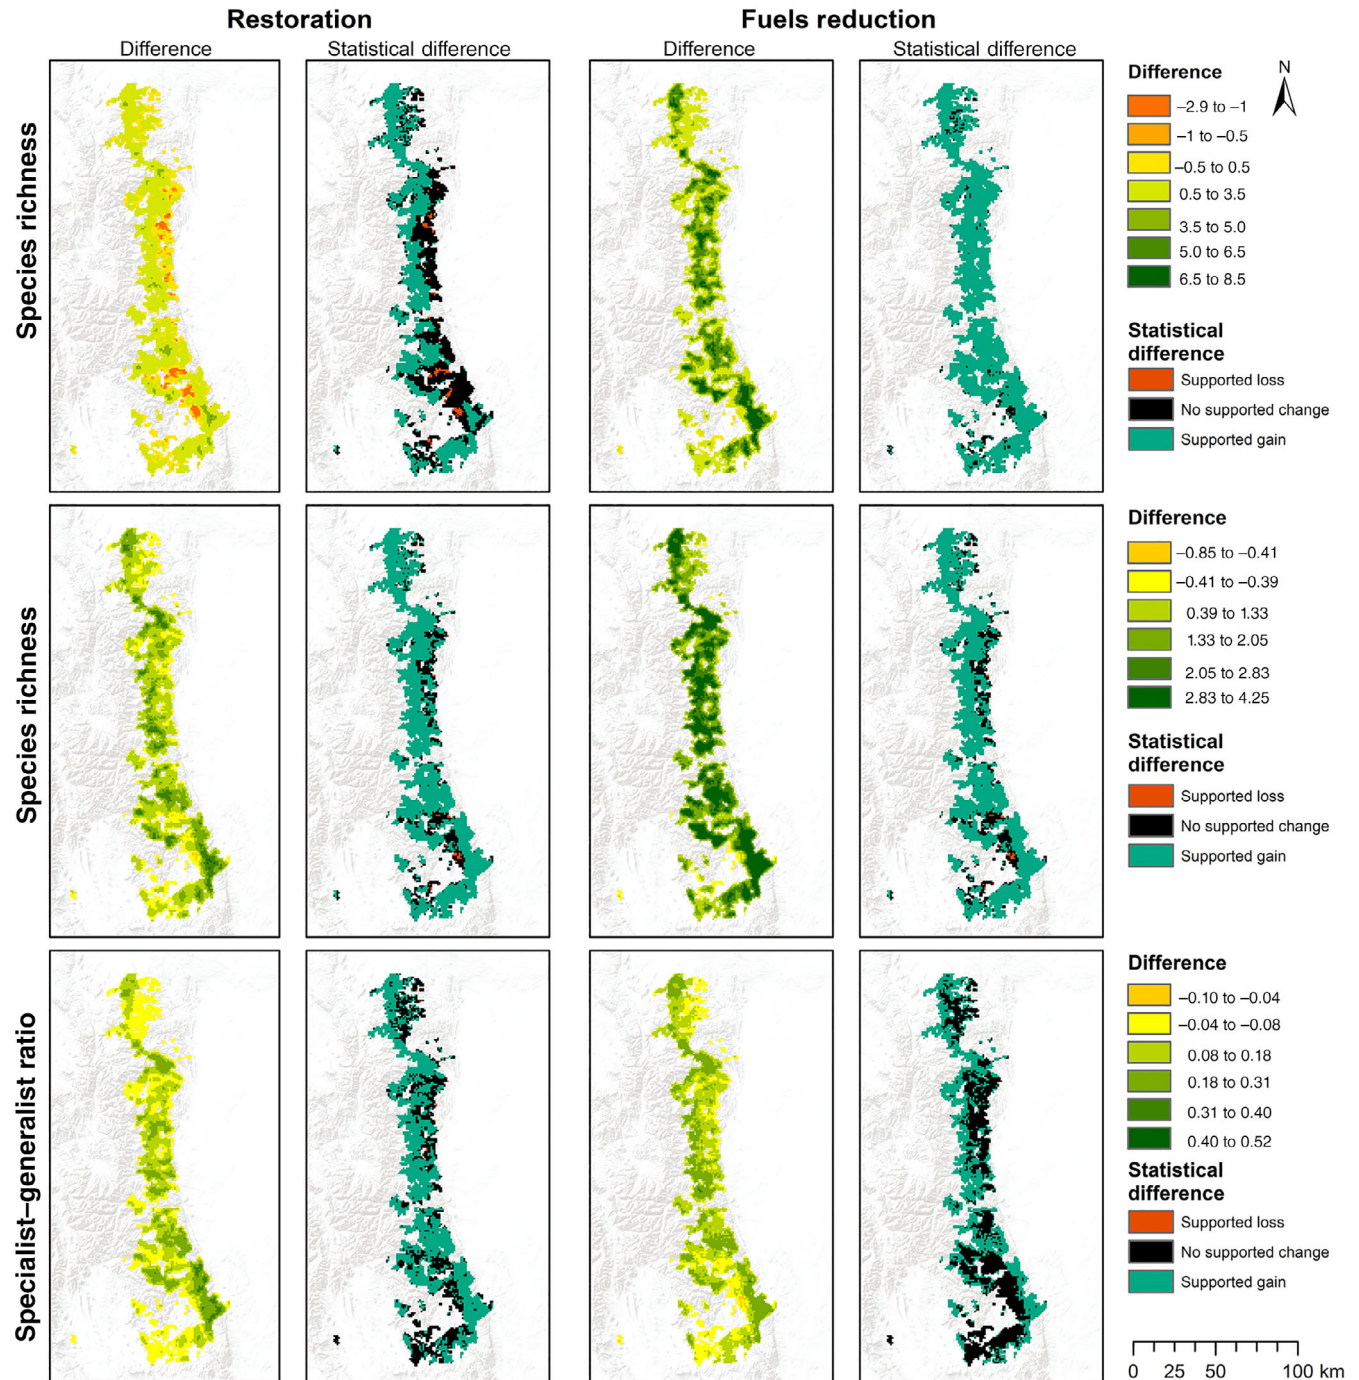 Restoration
Fuels reduction
Difference
Statistical difference
Difference
Statistical difference
Species richness
Difference
N
−2.9 to −1
−1 to −0.5
−0.5 to 0.5
0.5 to 3.5
3.5 to 5.0
5.0 to 6.5
6.5 to 8.5
Statistical
difference
Supported loss
No supported change
Supported gain
Species richness
Difference
−0.85 to −0.41
−0.41 to −0.39
0.39 to 1.33
1.33 to 2.05
2.05 to 2.83
2.83 to 4.25
Statistical
difference
Supported loss
No supported change
Supported gain
Specialist–generalist ratio
Difference
−0.10 to −0.04
−0.04 to −0.08
0.08 to 0.18
0.18 to 0.31
0.31 to 0.40
0.40 to 0.52
Statistical
difference
Supported loss
No supported change
Supported gain
0 25 50 100 km